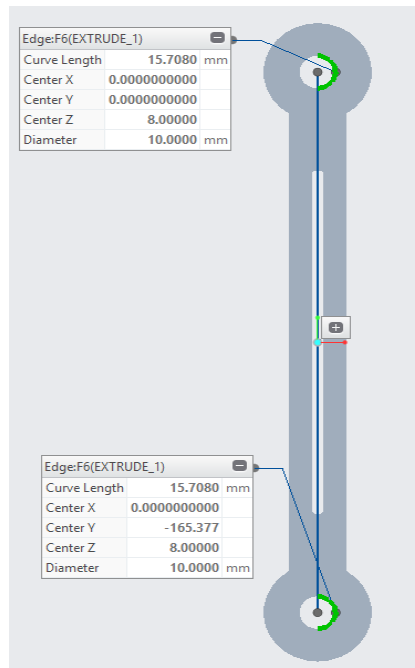 Edge:F6(EXTRUDE_1)
Curve Length 15.7080 mm
Center X 0.0000000000
Center Y 0.0000000000
Center Z 8.00000
Diameter 10.0000 mm
Edge:F6(EXTRUDE_1)
Curve Length 15.7080 mm
Center X 0.0000000000
Center Y -165.377
Center Z 8.00000
Diameter 10.0000 mm